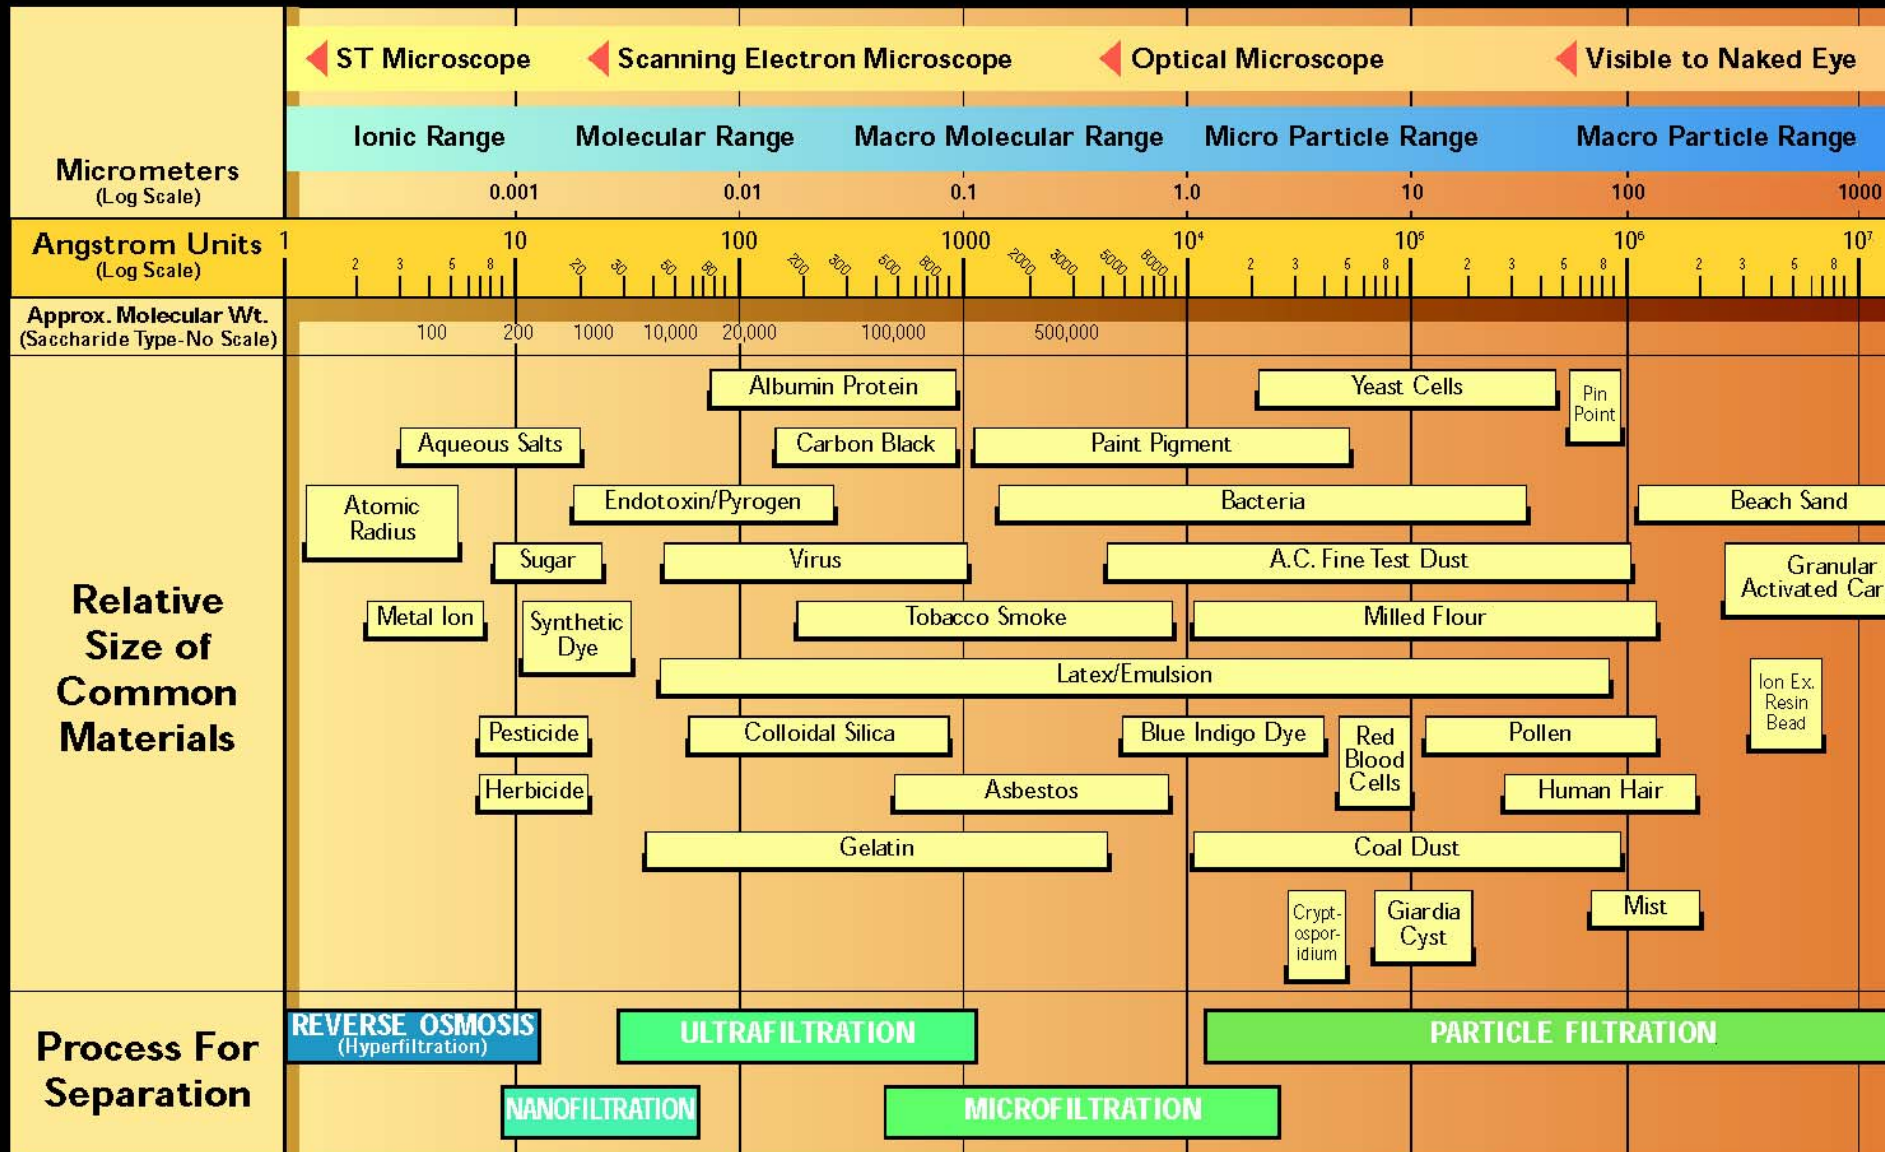 ST Microscope
Scanning Electron Microscope
Optical Microscope
Visible to Naked Eye
Ionic Range
Molecular Range
Macro Molecular Range
Micro Particle Range
Macro Particle Range
Micrometers
(Log Scale)
0.001 0.01 0.1 1.0 10 100 1000
Angstrom Units
(Log Scale)
1 10 100 1000 10⁴ 10⁵ 10⁶ 10⁷
2 3 5 8 20 30 50 80 200 300 500 800 2000 3000 5000 8000 2 3 5 8 2 3 5 8 2 3 5 8
Approx. Molecular Wt.
(Saccharide Type-No Scale)
100 200 1000 10,000 20,000 100,000 500,000
Relative
Size of
Common
Materials
Albumin Protein
Yeast Cells
Pin
Point
Aqueous Salts
Carbon Black
Paint Pigment
Atomic
Radius
Endotoxin/Pyrogen
Bacteria
Beach Sand
Sugar
Virus
A.C. Fine Test Dust
Granular
Activated Car
Metal Ion
Synthetic
Dye
Tobacco Smoke
Milled Flour
Latex/Emulsion
Ion Ex.
Resin
Bead
Pesticide
Colloidal Silica
Blue Indigo Dye
Red
Blood
Cells
Pollen
Herbicide
Asbestos
Human Hair
Gelatin
Coal Dust
Crypt-
ospor-
idium
Giardia
Cyst
Mist
Process For
Separation
REVERSE OSMOSIS
(Hyperfiltration)
ULTRAFILTRATION
PARTICLE FILTRATION
NANOFILTRATION
MICROFILTRATION